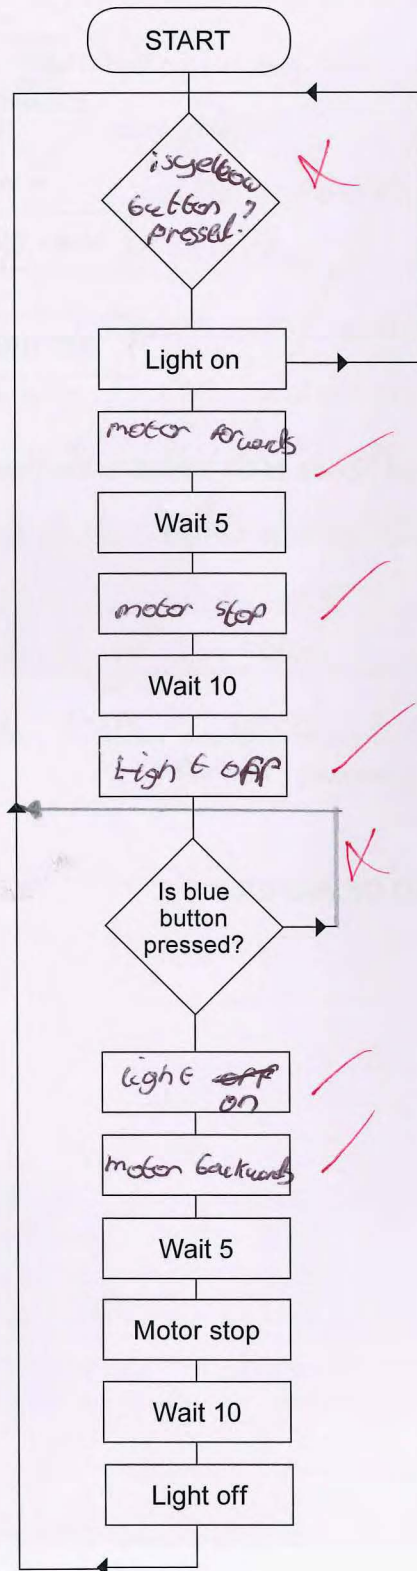 START
is yellow
button ?
pressed.
Light on
motor forwards
Wait 5
motor stop
Wait 10
Light off
Is blue
button
pressed?
light off
on
motor backwards
Wait 5
Motor stop
Wait 10
Light off